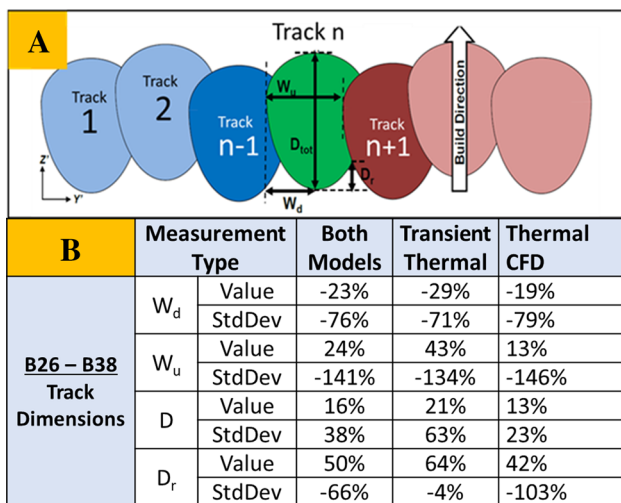 A
Track n
Track
1
Track
2
Track
n-1
Track
n+1
Wu
Dtot
Dr
Wd
Build Direction
Z'
Y'
B
Measurement Type
Both Models
Transient Thermal
Thermal CFD
B26 – B38
Track
Dimensions
Wd
Value -23% -29% -19%
StdDev -76% -71% -79%
Wu
Value 24% 43% 13%
StdDev -141% -134% -146%
D
Value 16% 21% 13%
StdDev 38% 63% 23%
Dr
Value 50% 64% 42%
StdDev -66% -4% -103%